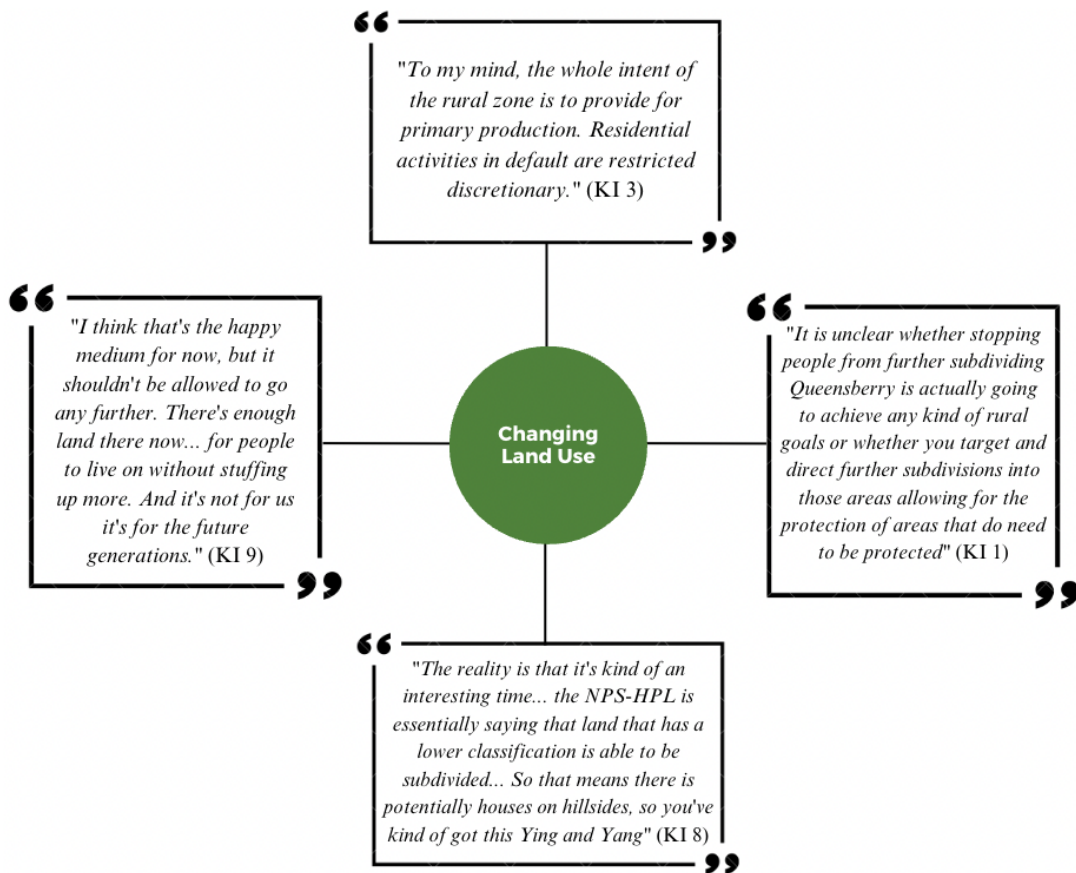 "To my mind, the whole intent of
the rural zone is to provide for
primary production. Residential
activities in default are restricted
discretionary." (KI 3)
"I think that's the happy
medium for now, but it
shouldn't be allowed to go
any further. There's enough
land there now... for people
to live on without stuffing
up more. And it's not for us
it's for the future
generations." (KI 9)
Changing
Land Use
"It is unclear whether stopping
people from further subdividing
Queensberry is actually going
to achieve any kind of rural
goals or whether you target and
direct further subdivisions into
those areas allowing for the
protection of areas that do need
to be protected" (KI 1)
"The reality is that it's kind of an
interesting time... the NPS-HPL is
essentially saying that land that has a
lower classification is able to be
subdivided... So that means there is
potentially houses on hillsides, so you've
kind of got this Ying and Yang" (KI 8)